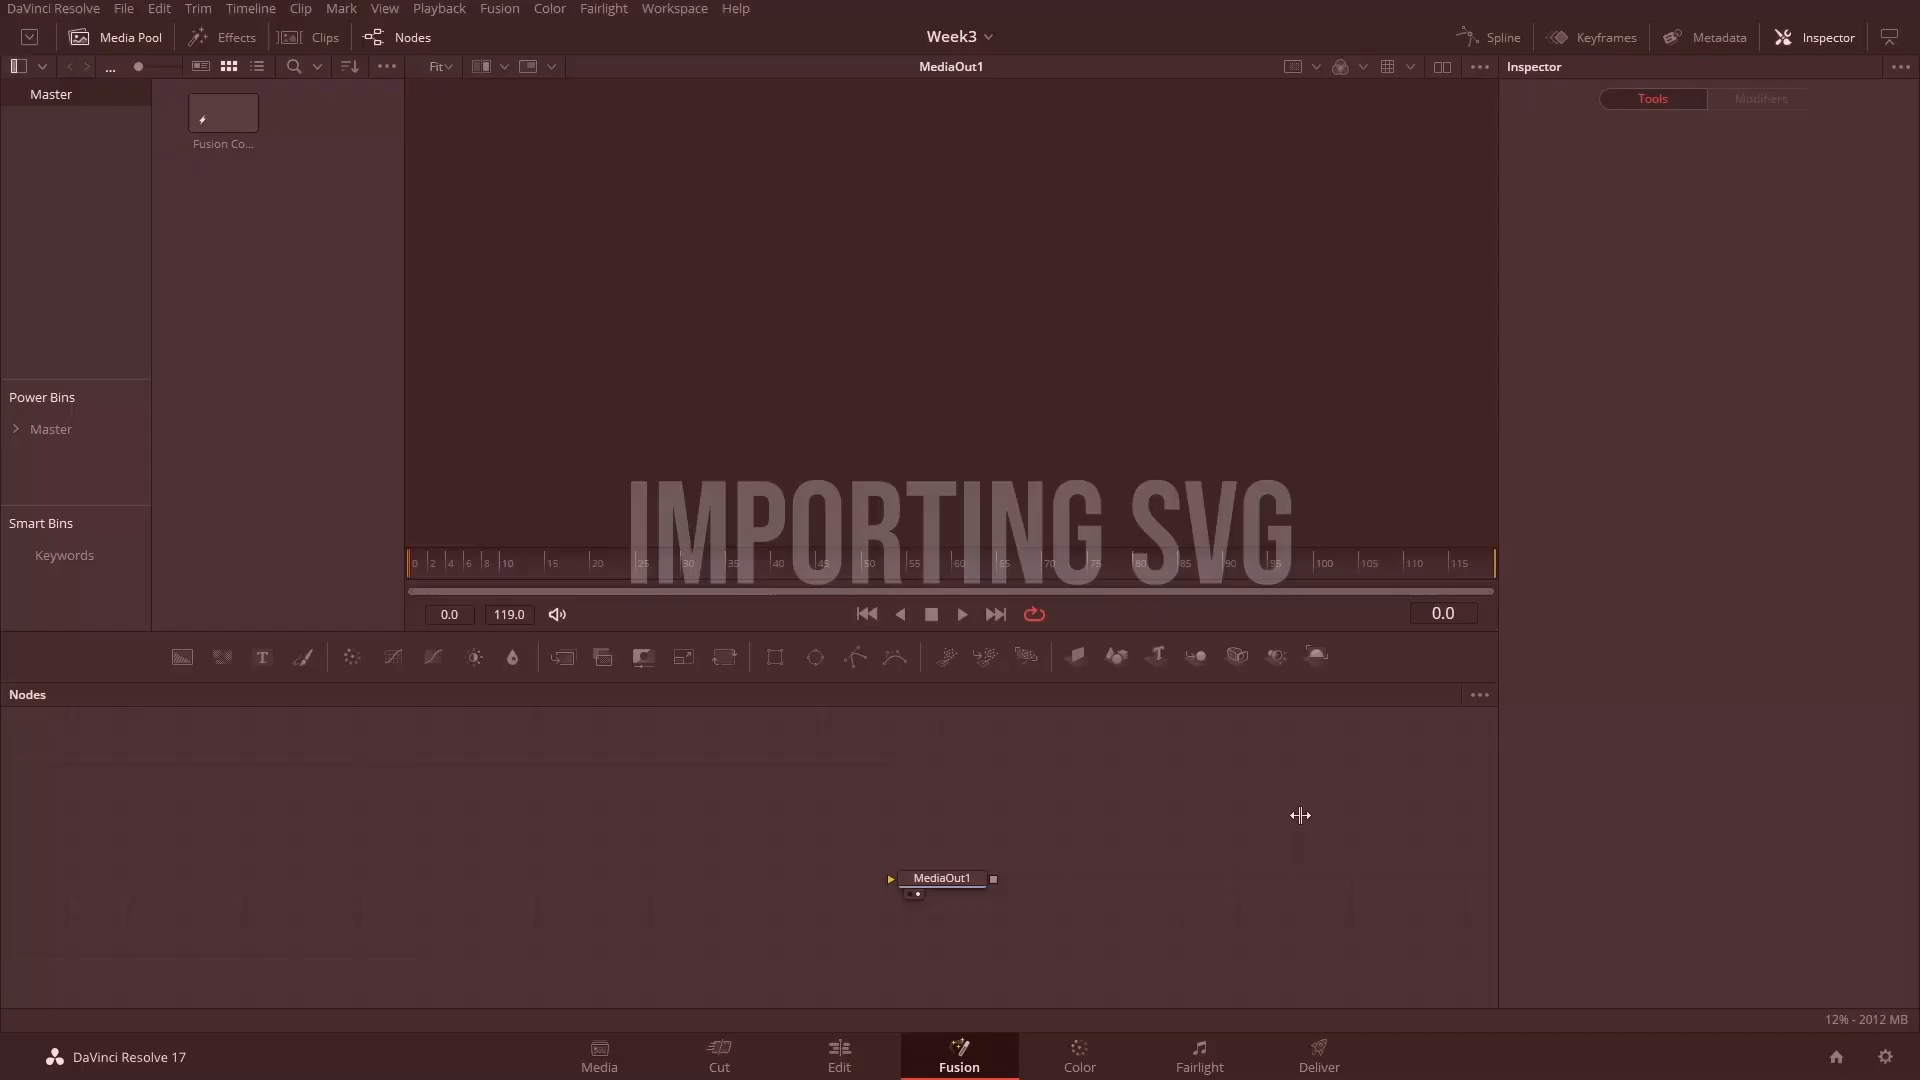 DaVinci Resolve File Edit Trim Timeline Clip Mark View Playback Fusion Color Fairlight Workspace Help
Media Pool Effects Clips Nodes Week3 Spline Keyframes Metadata Inspector
... Fit MediaOut1 Inspector
Master Tools Modifiers
Fusion Co...
Power Bins
Master
Smart Bins
Keywords
IMPORTING SVG
0 2 4 6 8 10 15 20 25 30 35 40 45 50 55 60 65 70 75 80 85 90 95 100 105 110 115
0.0 119.0 0.0
T T
Nodes
MediaOut1
12% - 2012 MB
DaVinci Resolve 17 Media Cut Edit Fusion Color Fairlight Deliver